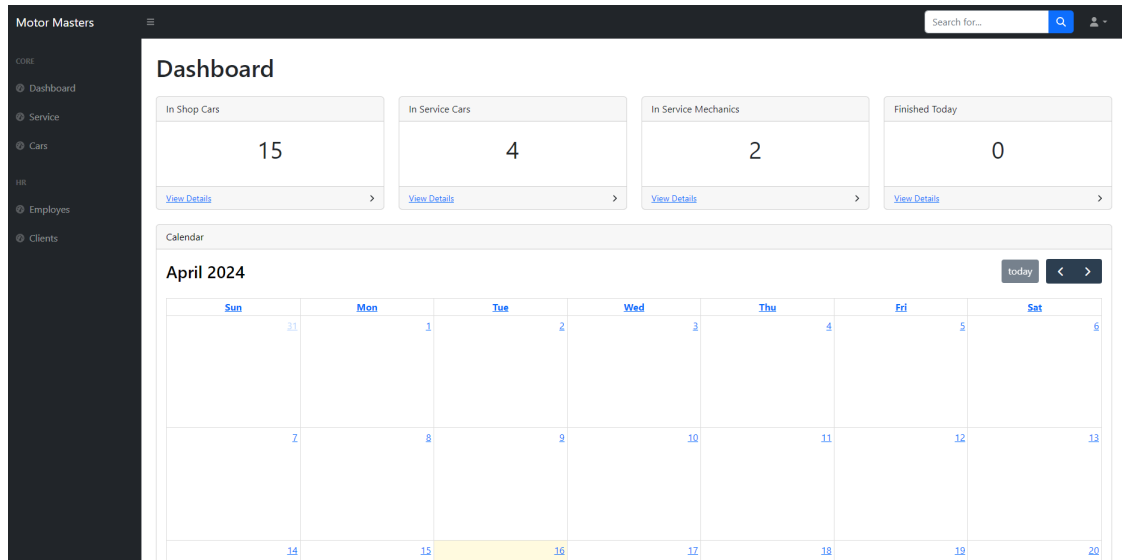 Motor Masters
Search for...
CORE
Dashboard
Service
Cars
HR
Employes
Clients
Dashboard
In Shop Cars
15
View Details
In Service Cars
4
View Details
In Service Mechanics
2
View Details
Finished Today
0
View Details
Calendar
April 2024
today
Sun Mon Tue Wed Thu Fri Sat
31 1 2 3 4 5 6
7 8 9 10 11 12 13
14 15 16 17 18 19 20